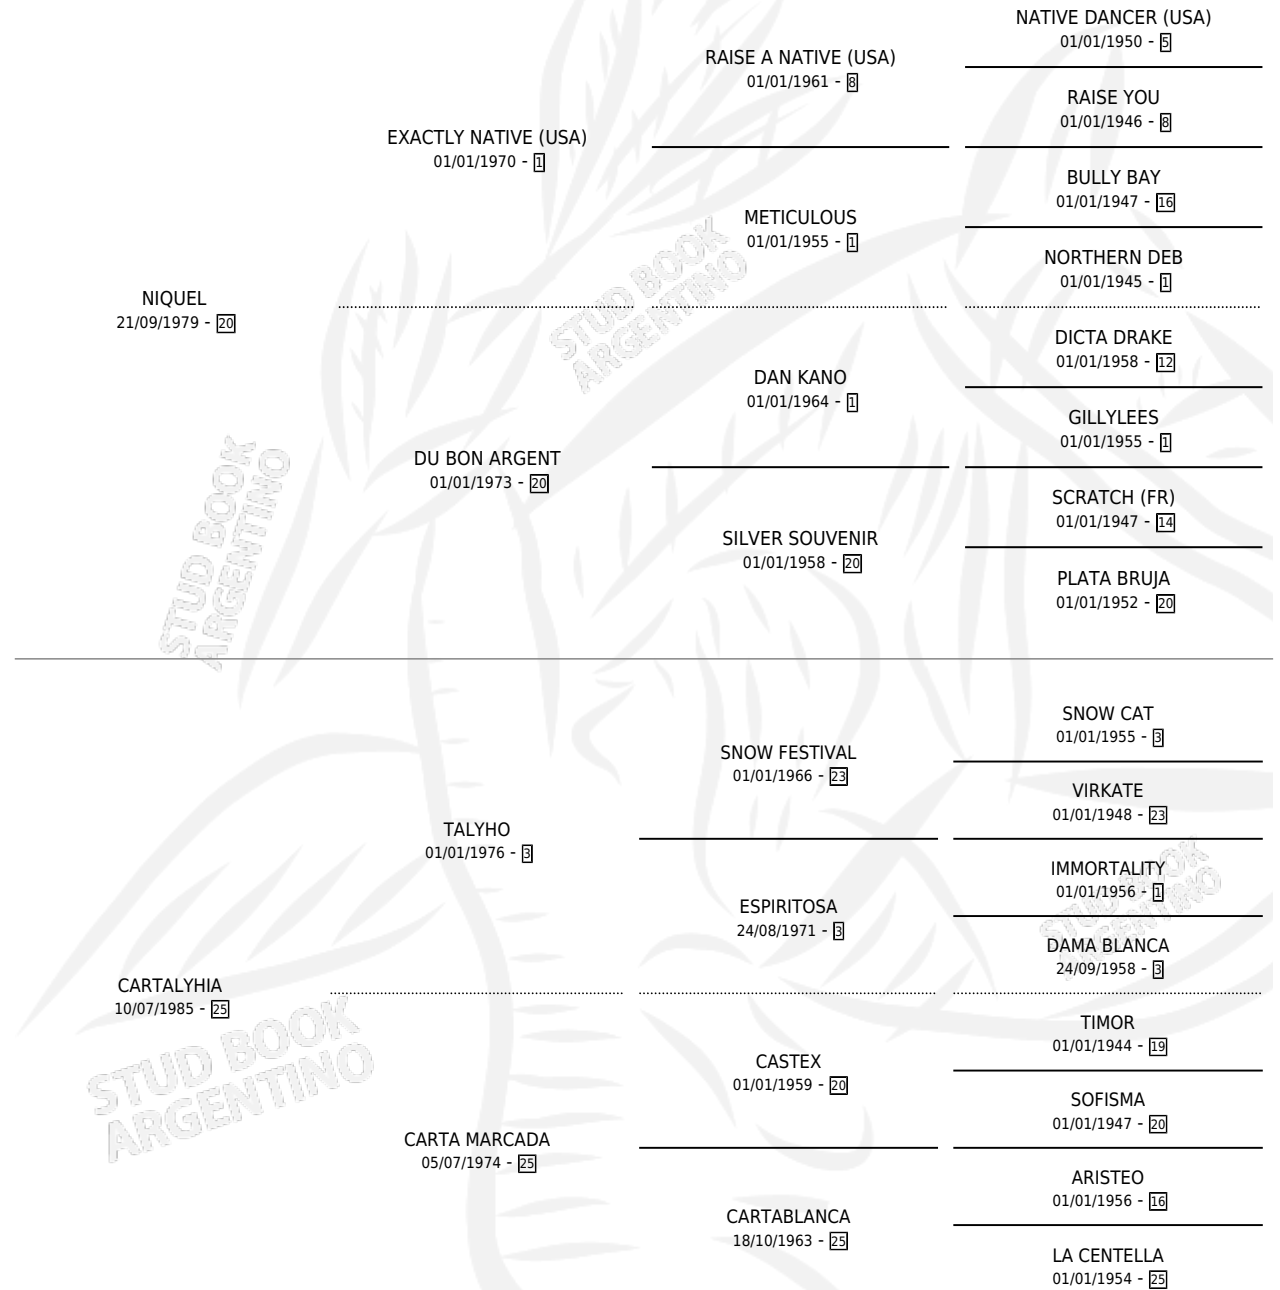 NATIVE DANCER (USA)
01/01/1950 - 5
RAISE A NATIVE (USA)
01/01/1961 - 8
RAISE YOU
01/01/1946 - 8
EXACTLY NATIVE (USA)
01/01/1970 - 1
BULLY BAY
01/01/1947 - 16
METICULOUS
01/01/1955 - 1
NORTHERN DEB
01/01/1945 - 1
NIQUEL
21/09/1979 - 20
DICTA DRAKE
01/01/1958 - 12
DAN KANO
01/01/1964 - 1
GILLYLEES
01/01/1955 - 1
DU BON ARGENT
01/01/1973 - 20
SCRATCH (FR)
01/01/1947 - 14
SILVER SOUVENIR
01/01/1958 - 20
PLATA BRUJA
01/01/1952 - 20
STUD BOOK
ARGENTINO
STUD BOOK
ARGENTINO
SNOW CAT
01/01/1955 - 3
SNOW FESTIVAL
01/01/1966 - 23
VIRKATE
01/01/1948 - 23
TALYHO
01/01/1976 - 3
IMMORTALITY
01/01/1956 - 1
ESPIRITOSA
24/08/1971 - 3
DAMA BLANCA
24/09/1958 - 3
CARTALYHIA
10/07/1985 - 25
TIMOR
01/01/1944 - 19
CASTEX
01/01/1959 - 20
SOFISMA
01/01/1947 - 20
CARTA MARCADA
05/07/1974 - 25
ARISTEO
01/01/1956 - 16
CARTABLANCA
18/10/1963 - 25
LA CENTELLA
01/01/1954 - 25
STUD BOOK
ARGENTINO
STUD BOOK
ARGENTINO